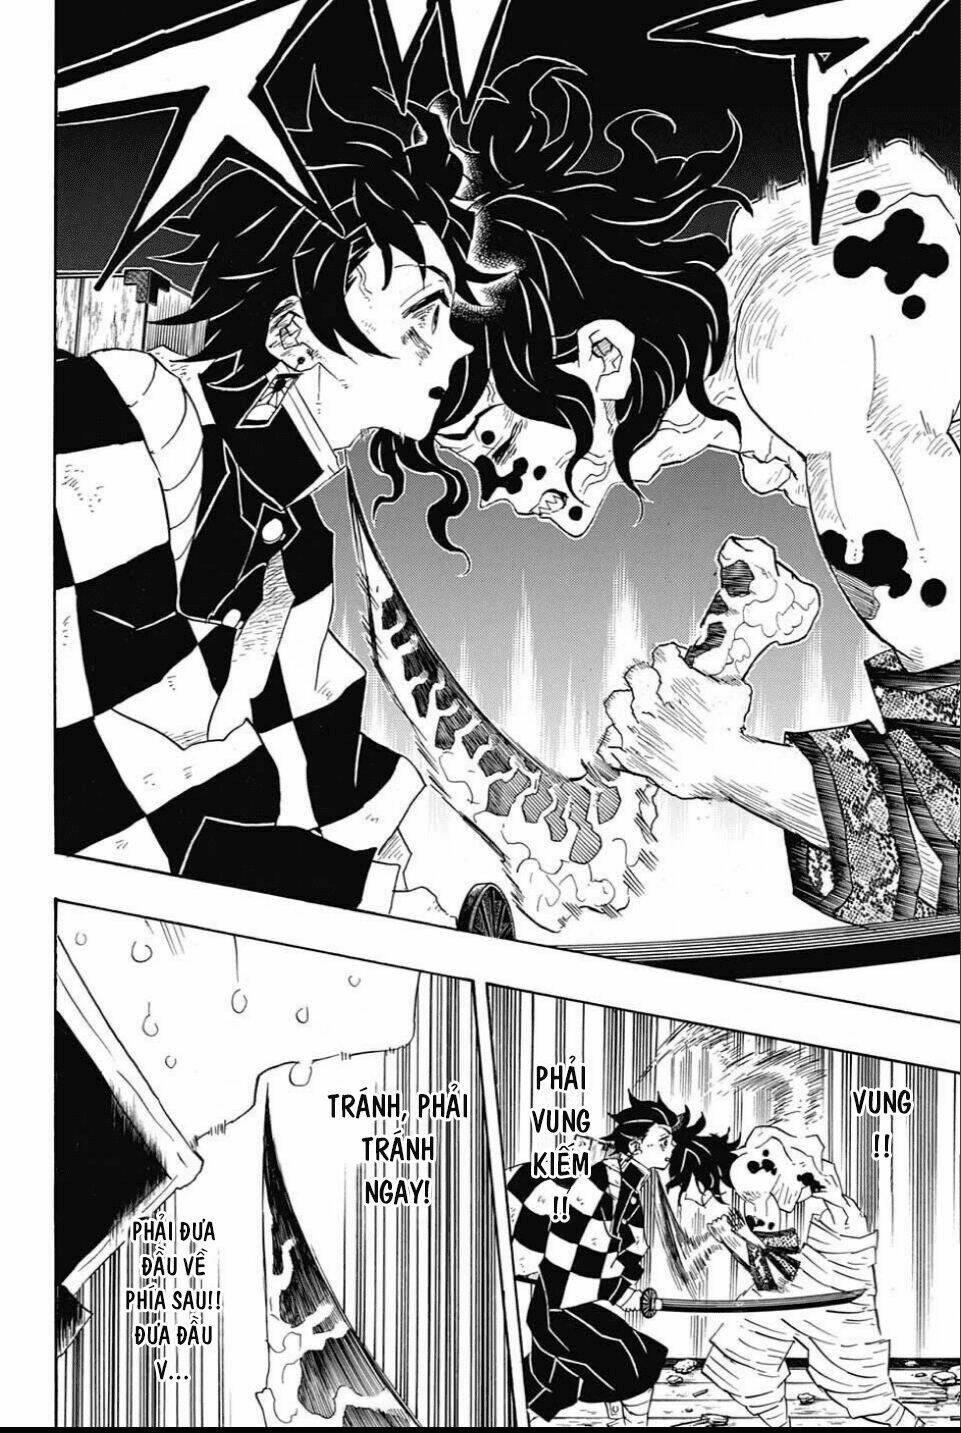 VUNG
!!
PHẢI
VUNG
KIẾM
!!
TRÁNH, PHẢI
TRÁNH
NGAY!
PHẢI ĐƯA
ĐẦU VỀ
PHÍA SAU!!
ĐƯA ĐẦU
V...